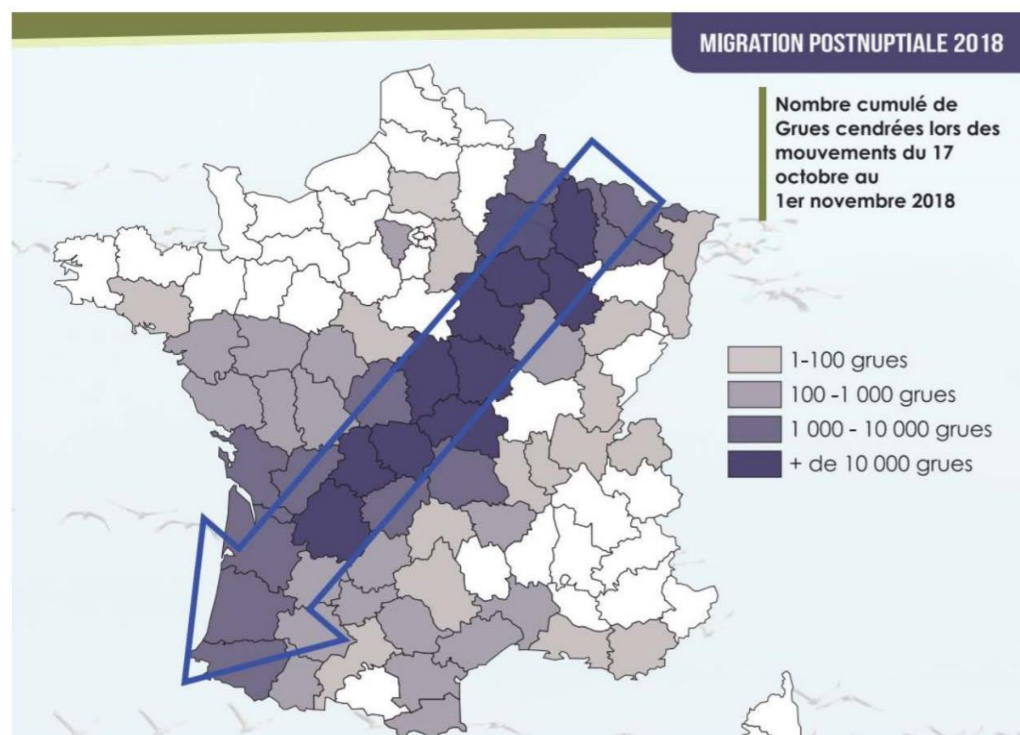 MIGRATION POSTNUPTIALE 2018
Nombre cumulé de
Grues cendrées lors des
mouvements du 17
octobre au
1er novembre 2018
1-100 grues
100 -1 000 grues
1 000 - 10 000 grues
+ de 10 000 grues